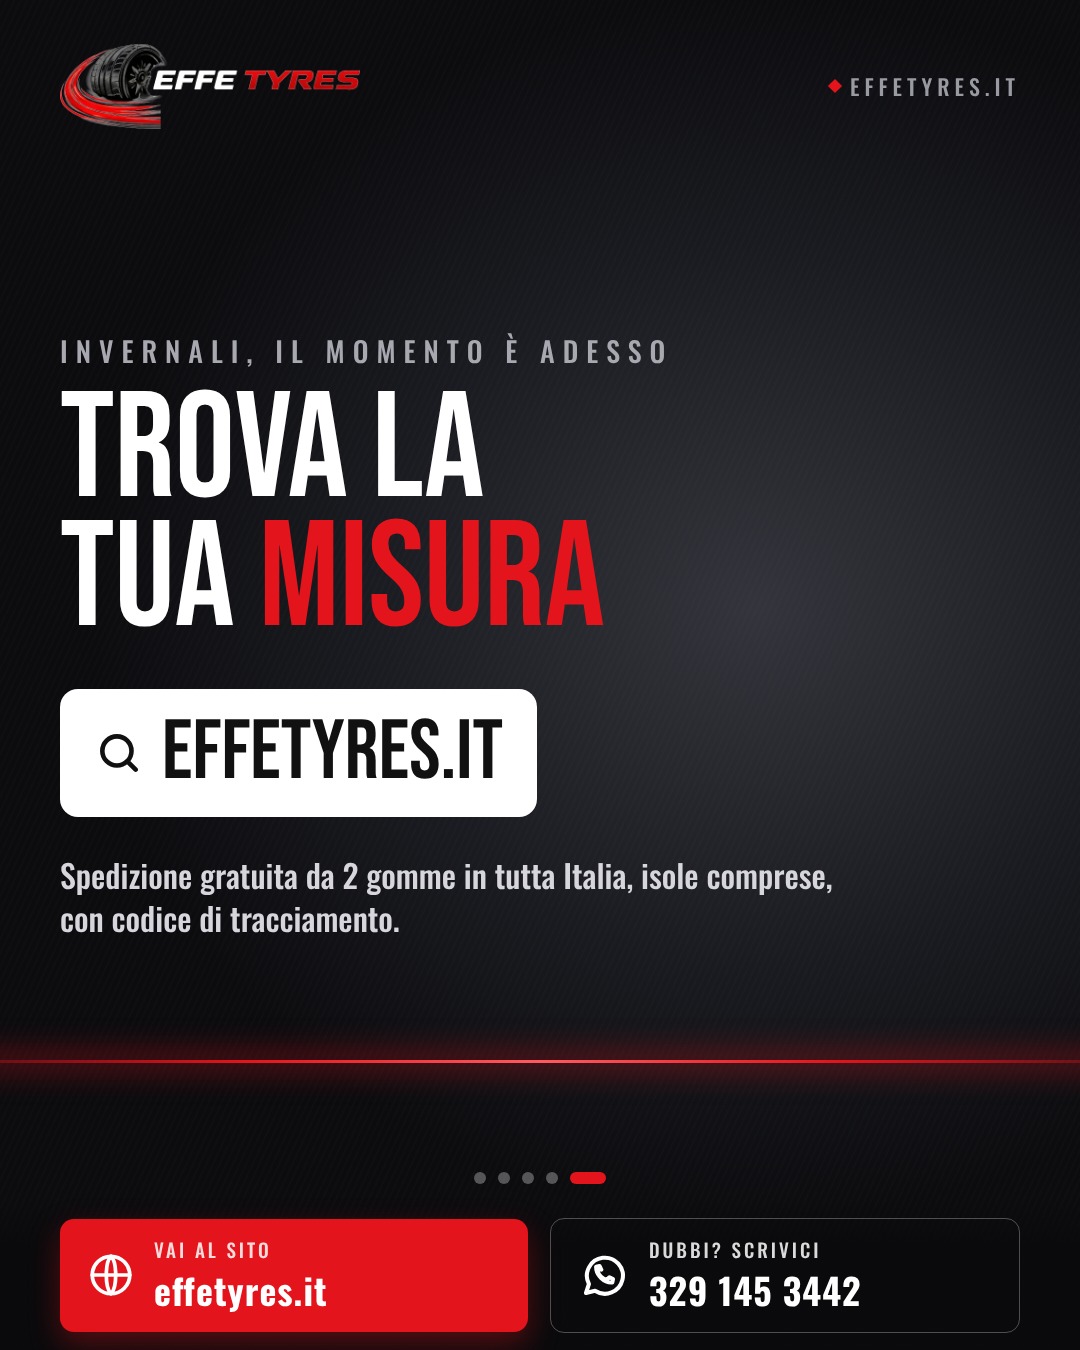 EFFE TYRES
EFFETYRES.IT
INVERNALI, IL MOMENTO È ADESSO
TROVA LA
TUA MISURA
EFFETYRES.IT
Spedizione gratuita da 2 gomme in tutta Italia, isole comprese,
con codice di tracciamento.
VAI AL SITO
effetyres.it
DUBBI? SCRIVICI
329 145 3442